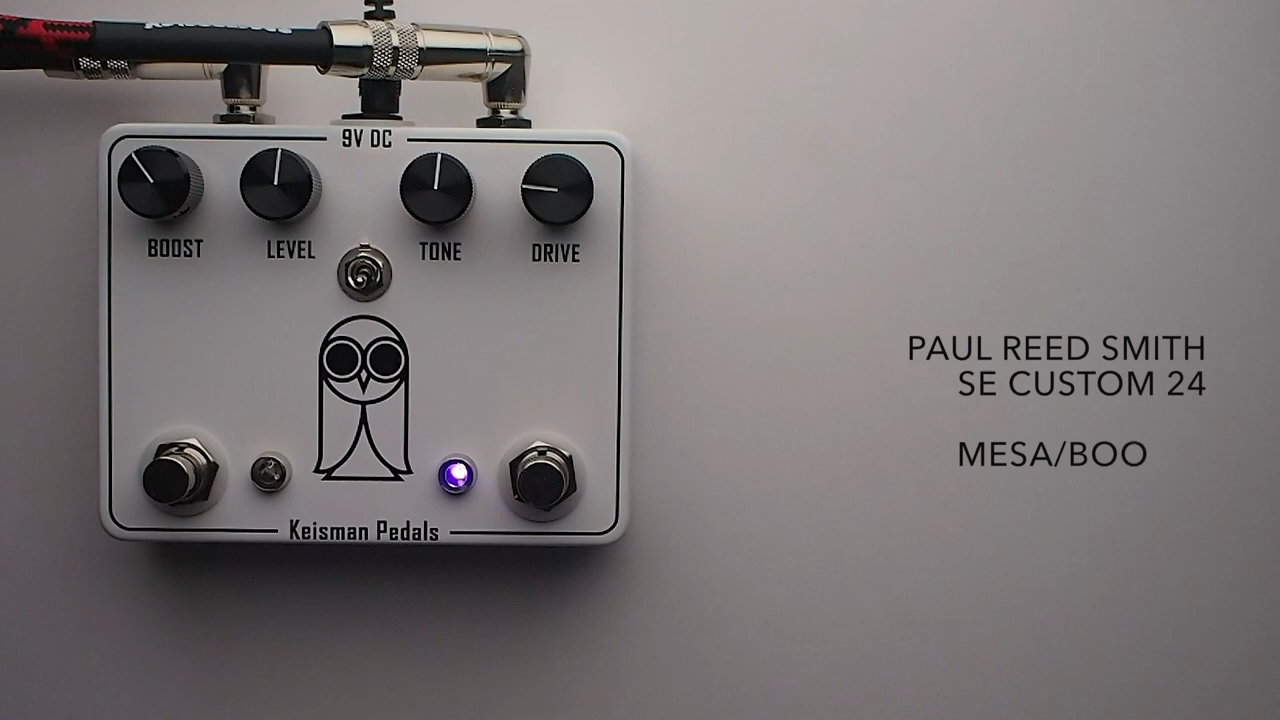 9V DC
BOOST LEVEL TONE DRIVE
Keisman Pedals
PAUL REED SMITH
SE CUSTOM 24
MESA/BOO